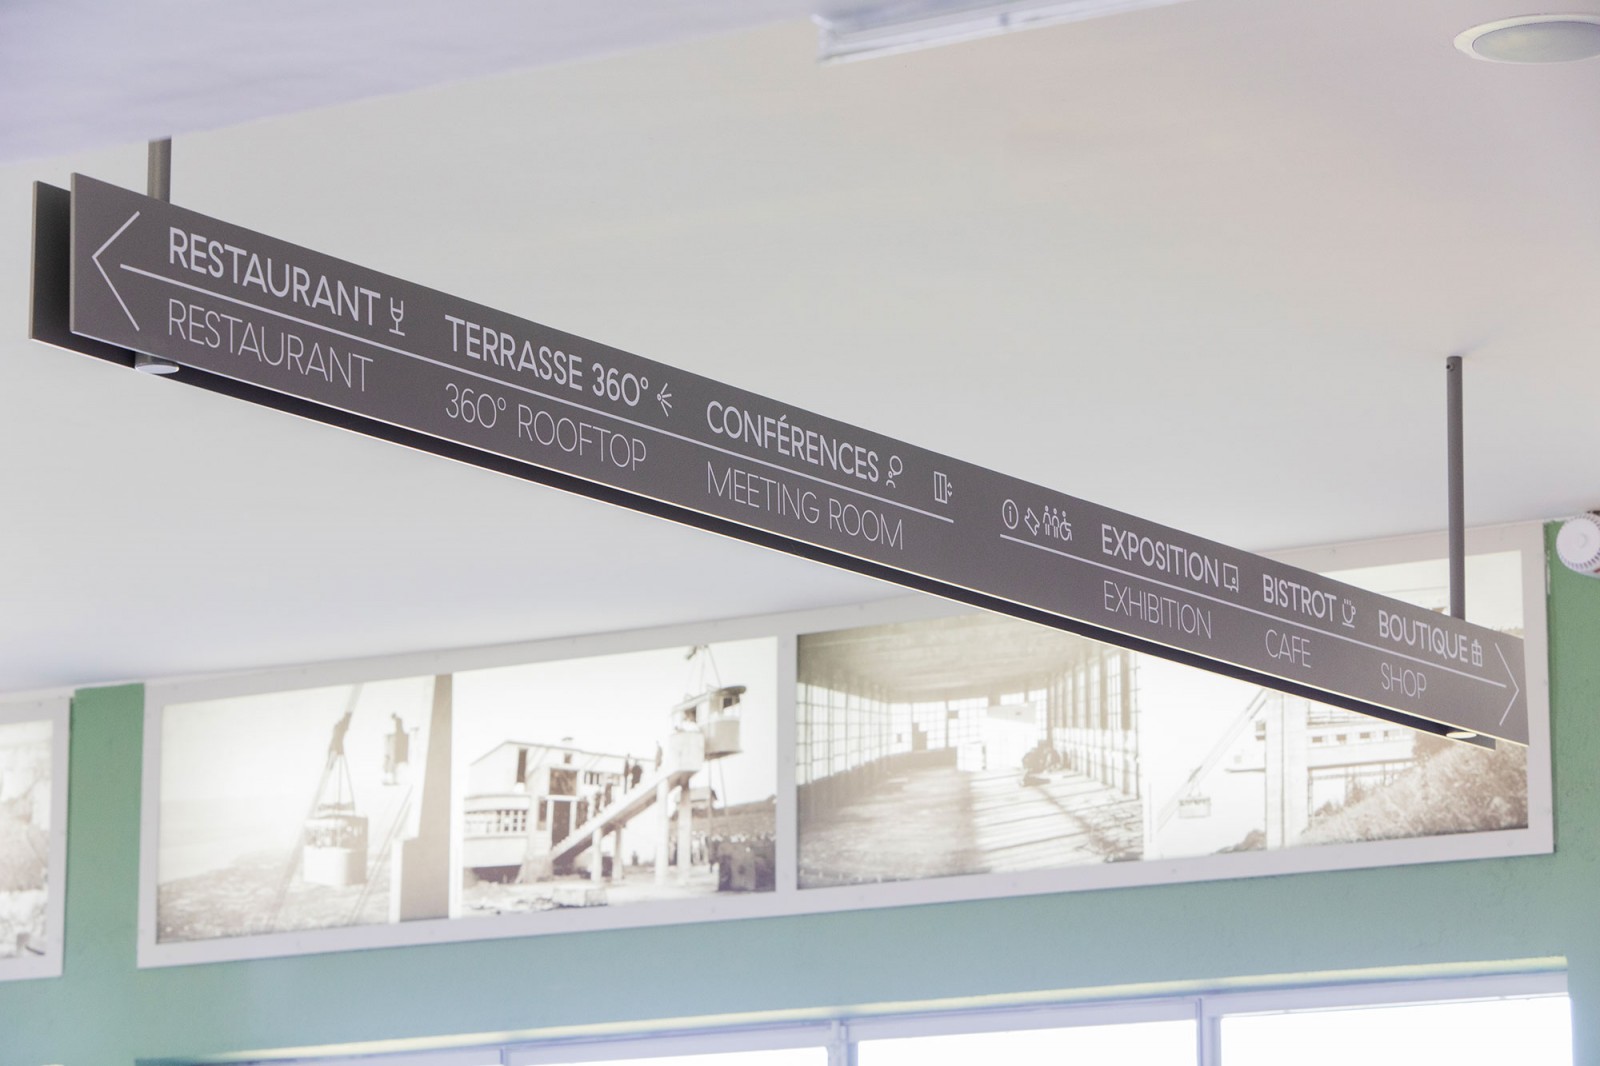 RESTAURANT TERRASSE 360° CONFÉRENCES
RESTAURANT 360° ROOFTOP MEETING ROOM
i EXPOSITION BISTROT BOUTIQUE
EXHIBITION CAFE SHOP